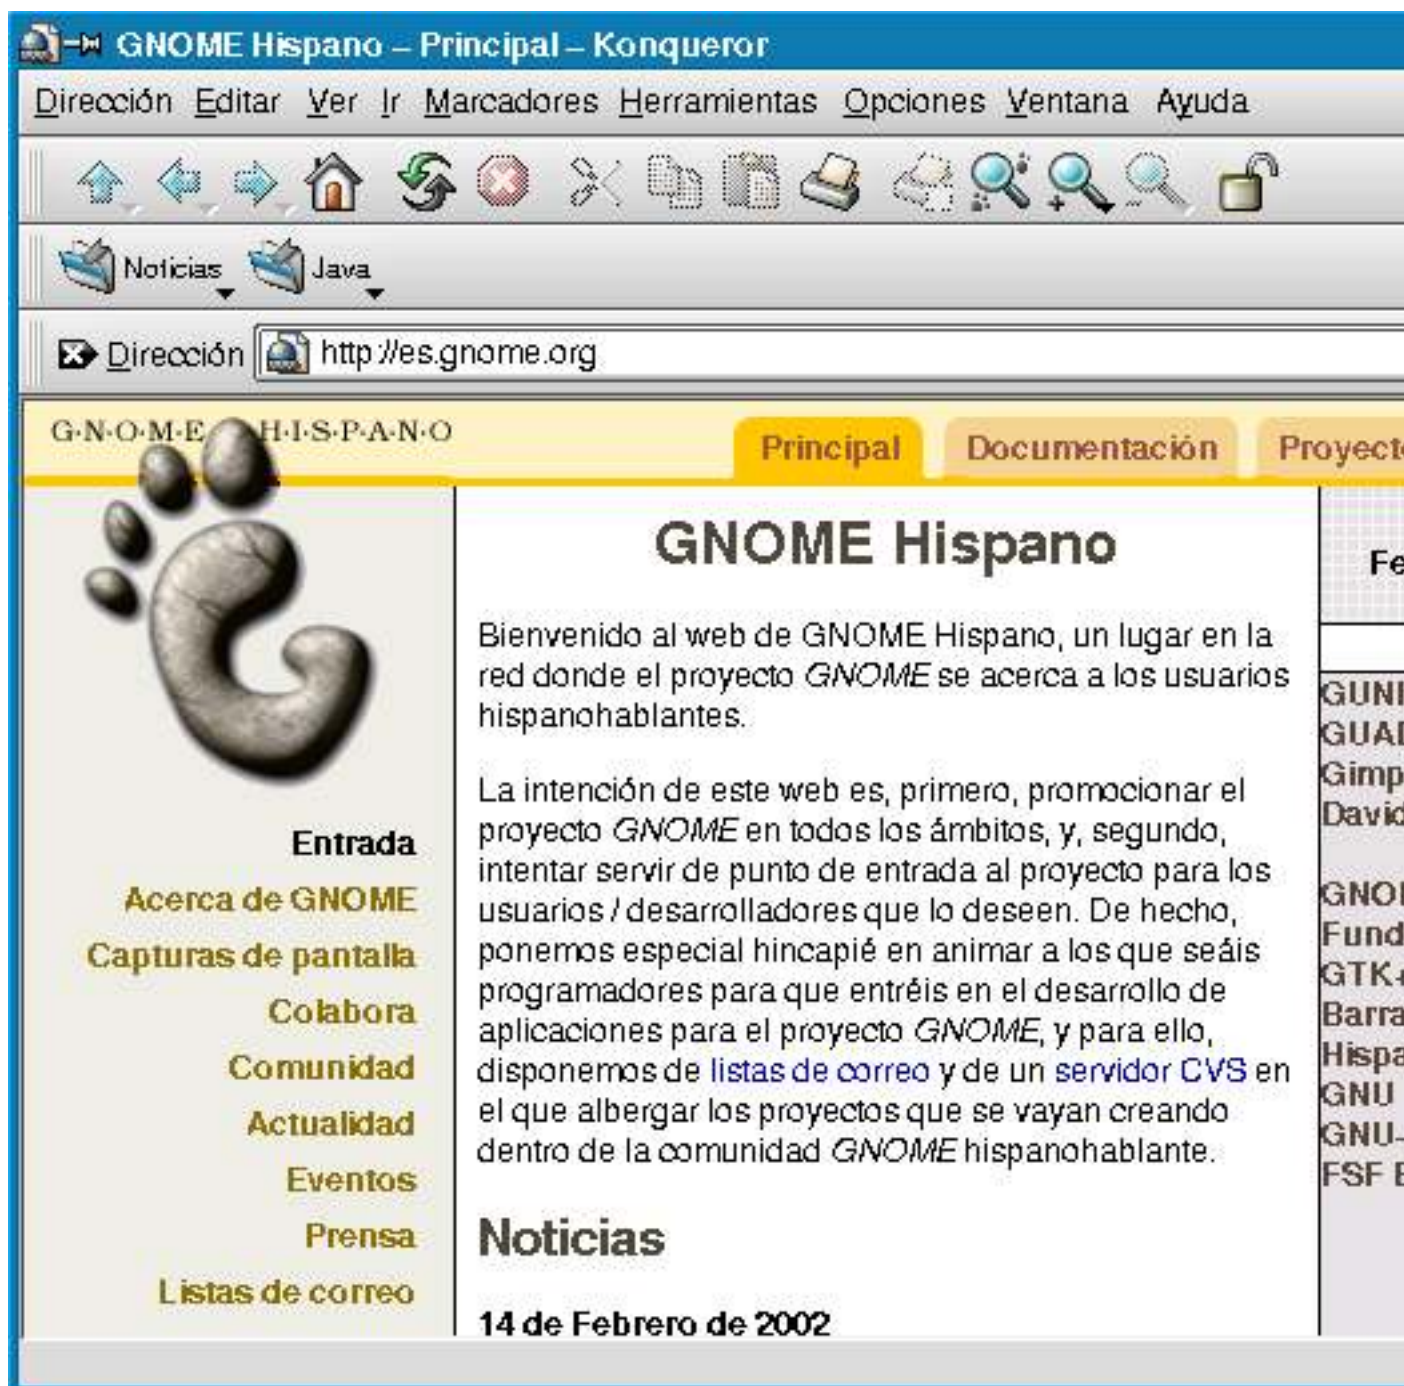 GNOME Hispano – Principal – Konqueror
Dirección Editar Ver Ir Marcadores Herramientas Opciones Ventana Ayuda
Noticias Java
Dirección http://es.gnome.org
G·N·O·M·E H·I·S·P·A·N·O
Principal Documentación
Entrada
Acerca de GNOME
Capturas de pantalla
Colabora
Comunidad
Actualidad
Eventos
Prensa
Listas de correo
GNOME Hispano
Bienvenido al web de GNOME Hispano, un lugar en la
red donde el proyecto GNOME se acerca a los usuarios
hispanohablantes.
La intención de este web es, primero, promocionar el
proyecto GNOME en todos los ámbitos, y, segundo,
intentar servir de punto de entrada al proyecto para los
usuarios / desarrolladores que lo deseen. De hecho,
ponemos especial hincapié en animar a los que seáis
programadores para que entréis en el desarrollo de
aplicaciones para el proyecto GNOME, y para ello,
disponemos de listas de correo y de un servidor CVS en
el que albergar los proyectos que se vayan creando
dentro de la comunidad GNOME hispanohablante.
Noticias
14 de Febrero de 2002
Gimp
David
GNU